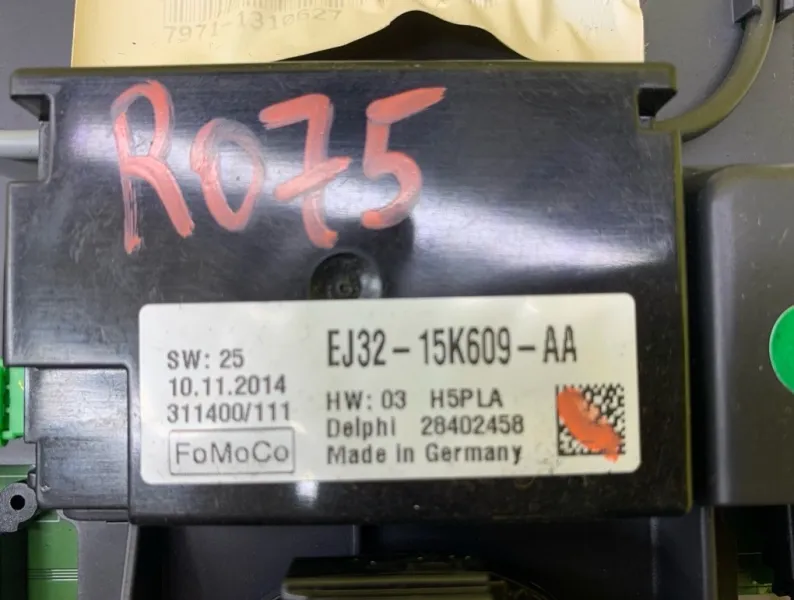 7971-1310627
R075
SW: 25
10.11.2014
311400/111
FoMoCo
EJ32-15K609-AA
HW: 03 H5PLA
Delphi 28402458
Made in Germany